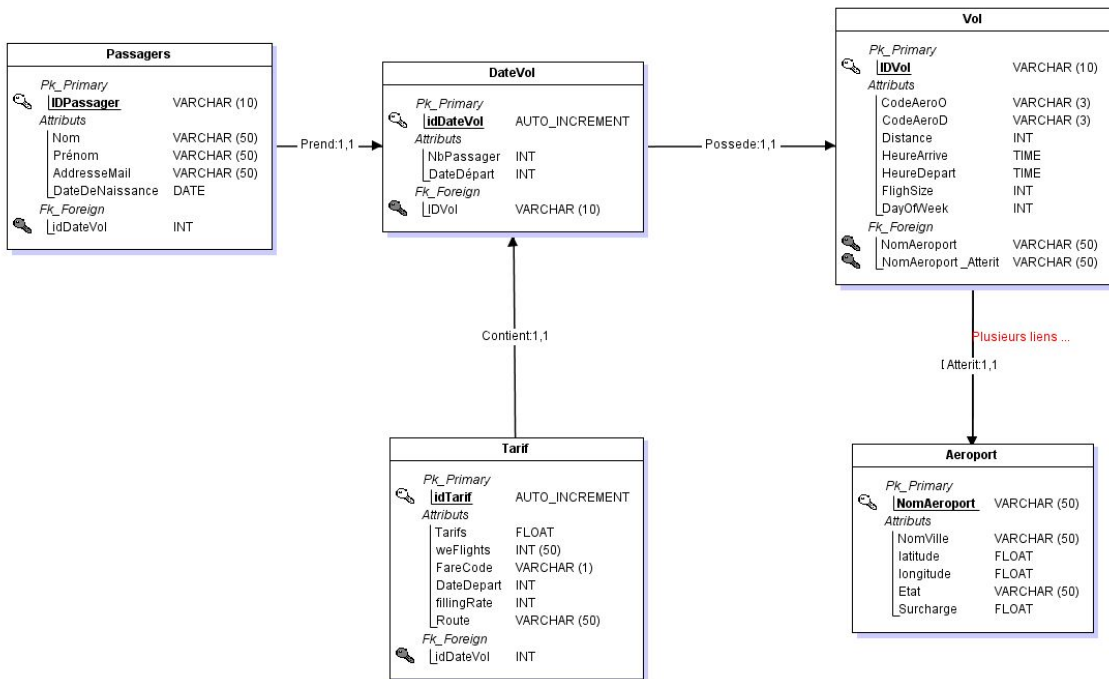 Passagers
Pk_Primary
IDPassager VARCHAR (10)
Attributs
Nom VARCHAR (50)
Prénom VARCHAR (50)
AddresseMail VARCHAR (50)
DateDeNaissance DATE
Fk_Foreign
idDateVol INT
Prend:1,1
DateVol
Pk_Primary
idDateVol AUTO_INCREMENT
Attributs
NbPassager INT
DateDépart INT
Fk_Foreign
IDVol VARCHAR (10)
Possede:1,1
Vol
Pk_Primary
IDVol VARCHAR (10)
Attributs
CodeAeroO VARCHAR (3)
CodeAeroD VARCHAR (3)
Distance INT
HeureArrive TIME
HeureDepart TIME
FlighSize INT
DayOfWeek INT
Fk_Foreign
NomAeroport VARCHAR (50)
NomAeroport_Atterit VARCHAR (50)
Contient:1,1
Plusieurs liens ...
Atterit:1,1
Tarif
Pk_Primary
idTarif AUTO_INCREMENT
Attributs
Tarifs FLOAT
weFlights INT (50)
FareCode VARCHAR (1)
DateDepart INT
fillingRate INT
Route VARCHAR (50)
Fk_Foreign
idDateVol INT
Aeroport
Pk_Primary
NomAeroport VARCHAR (50)
Attributs
NomVille VARCHAR (50)
latitude FLOAT
longitude FLOAT
Etat VARCHAR (50)
Surcharge FLOAT